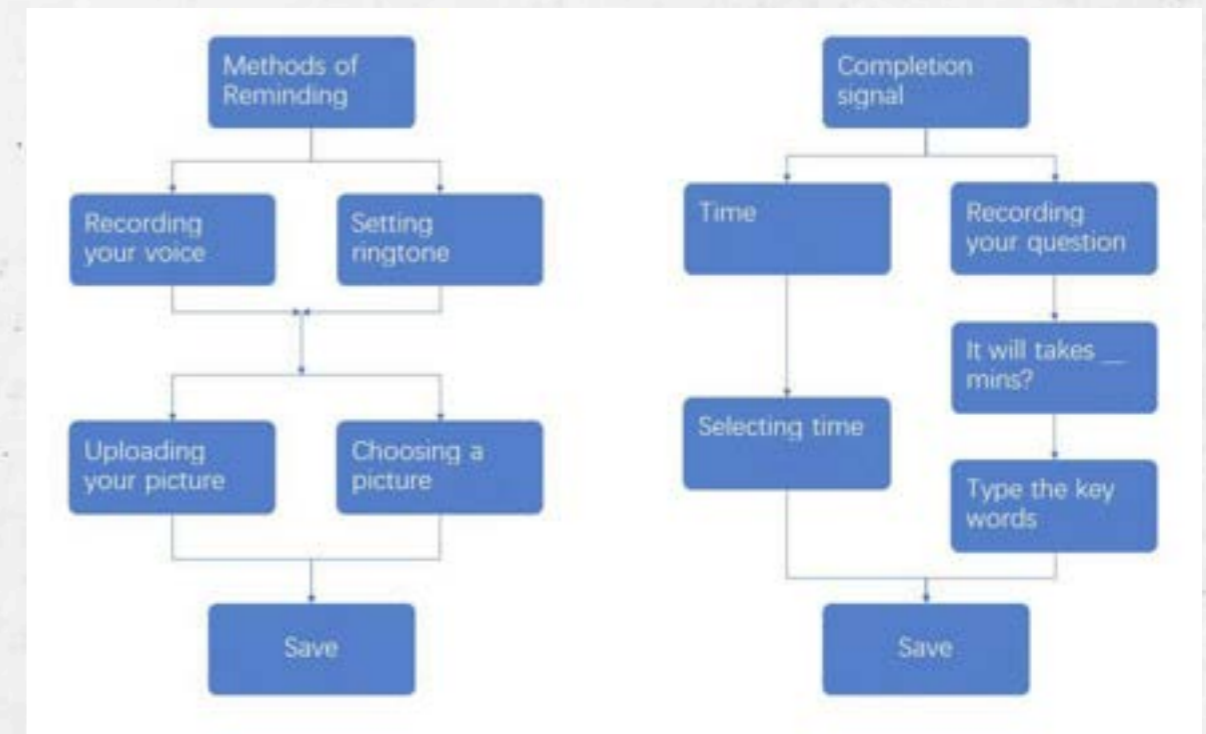 Methods of
Reminding
Recording
your voice
Setting
ringtone
Uploading
your picture
Choosing a
picture
Save
Completion
signal
Time
Recording
your question
It will takes __
mins?
Selecting time
Type the key
words
Save